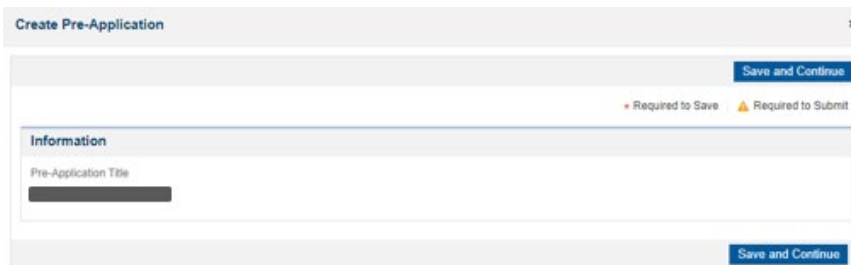 Create Pre-Application
Save and Continue
• Required to Save ⚠ Required to Submit
Information
Pre-Application Title
Save and Continue